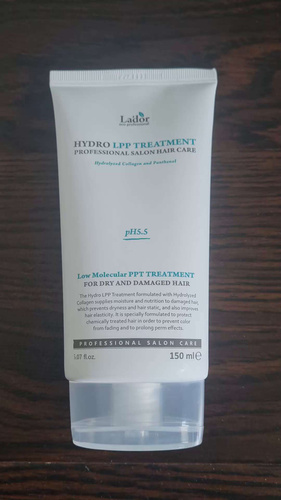 Lador
HYDRO LPP TREATMENT
PROFESSIONAL SALON HAIR CARE
Hydrolyzed Collagen and Panthenol
pH5.5
Low Molecular PPT TREATMENT
FOR DRY AND DAMAGED HAIR
The Hydro LPP Treatment formulated with Hydrolyzed
Collagen supplies moisture and nutrition to damaged hair,
which prevents dryness and hair static, and also improves
hair elasticity. It is specially formulated to protect
chemically treated hair in order to prevent color
from fading and to prolong perm effects.
PROFESSIONAL SALON CARE
fl.oz. 150 ml℮